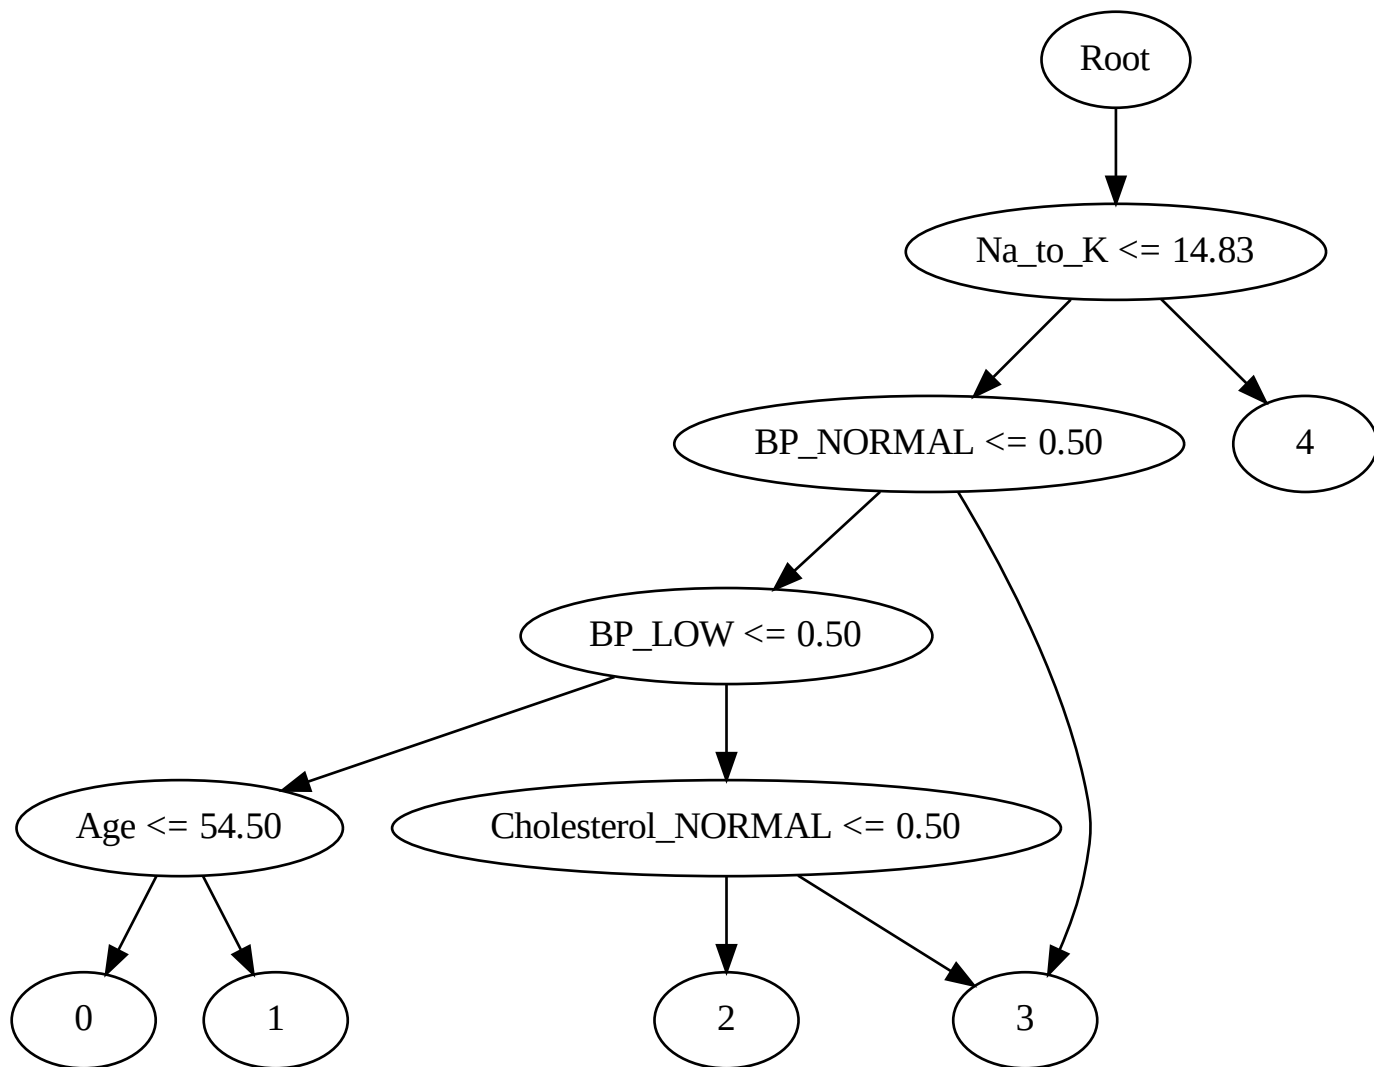 Root
Na_to_K <= 14.83
BP_NORMAL <= 0.50
4
BP_LOW <= 0.50
Age <= 54.50
Cholesterol_NORMAL <= 0.50
0
1
2
3